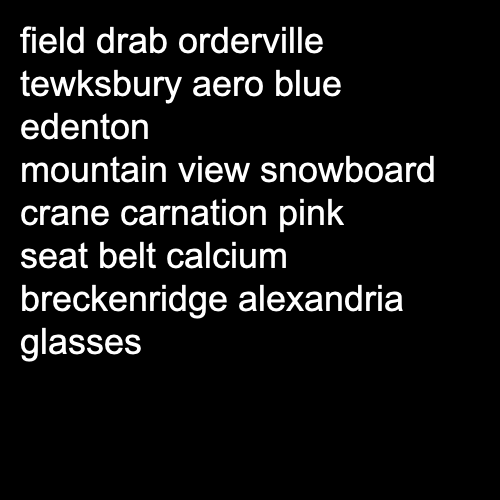 field drab orderville
tewksbury aero blue
edenton
mountain view snowboard
crane carnation pink
seat belt calcium
breckenridge alexandria
glasses